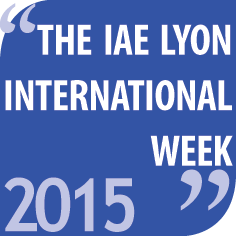 “THE IAE LYON
INTERNATIONAL
WEEK
2015 ”